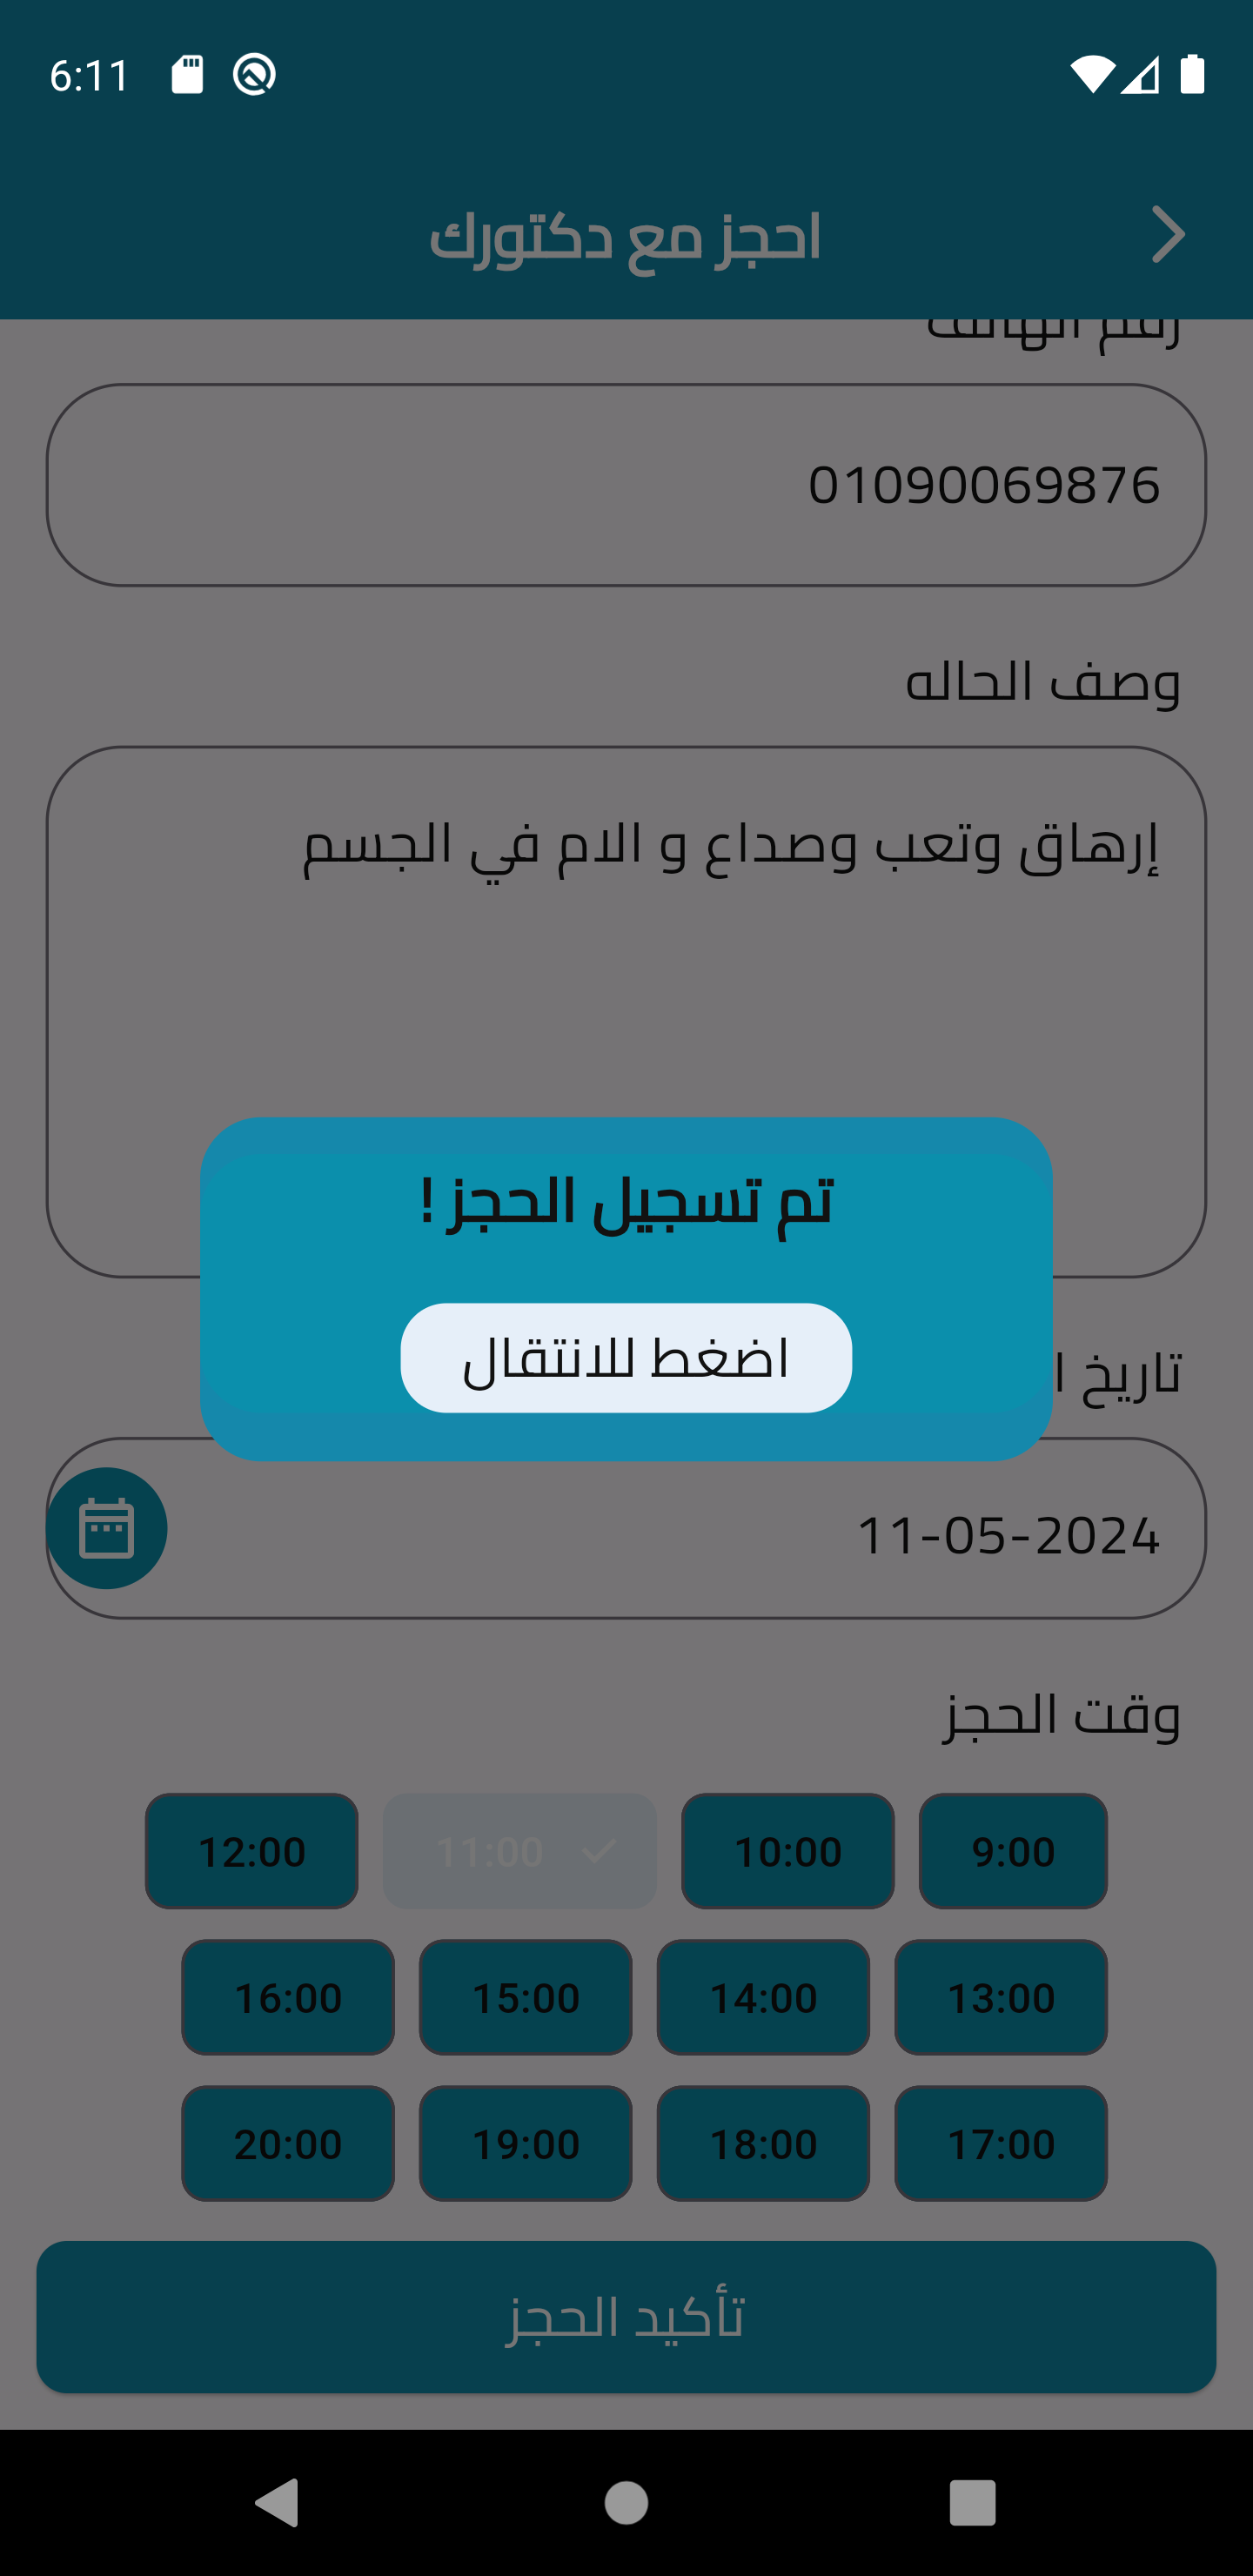 6:11
احجز مع دكتورك
رقم الهاتف
01090069876
وصف الحاله
إرهاق وتعب وصداع و الام في الجسم
تم تسجيل الحجز !
اضغط للانتقال
تاريخ ا
11-05-2024
وقت الحجز
9:00 10:00 11:00 12:00
13:00 14:00 15:00 16:00
17:00 18:00 19:00 20:00
تأكيد الحجز